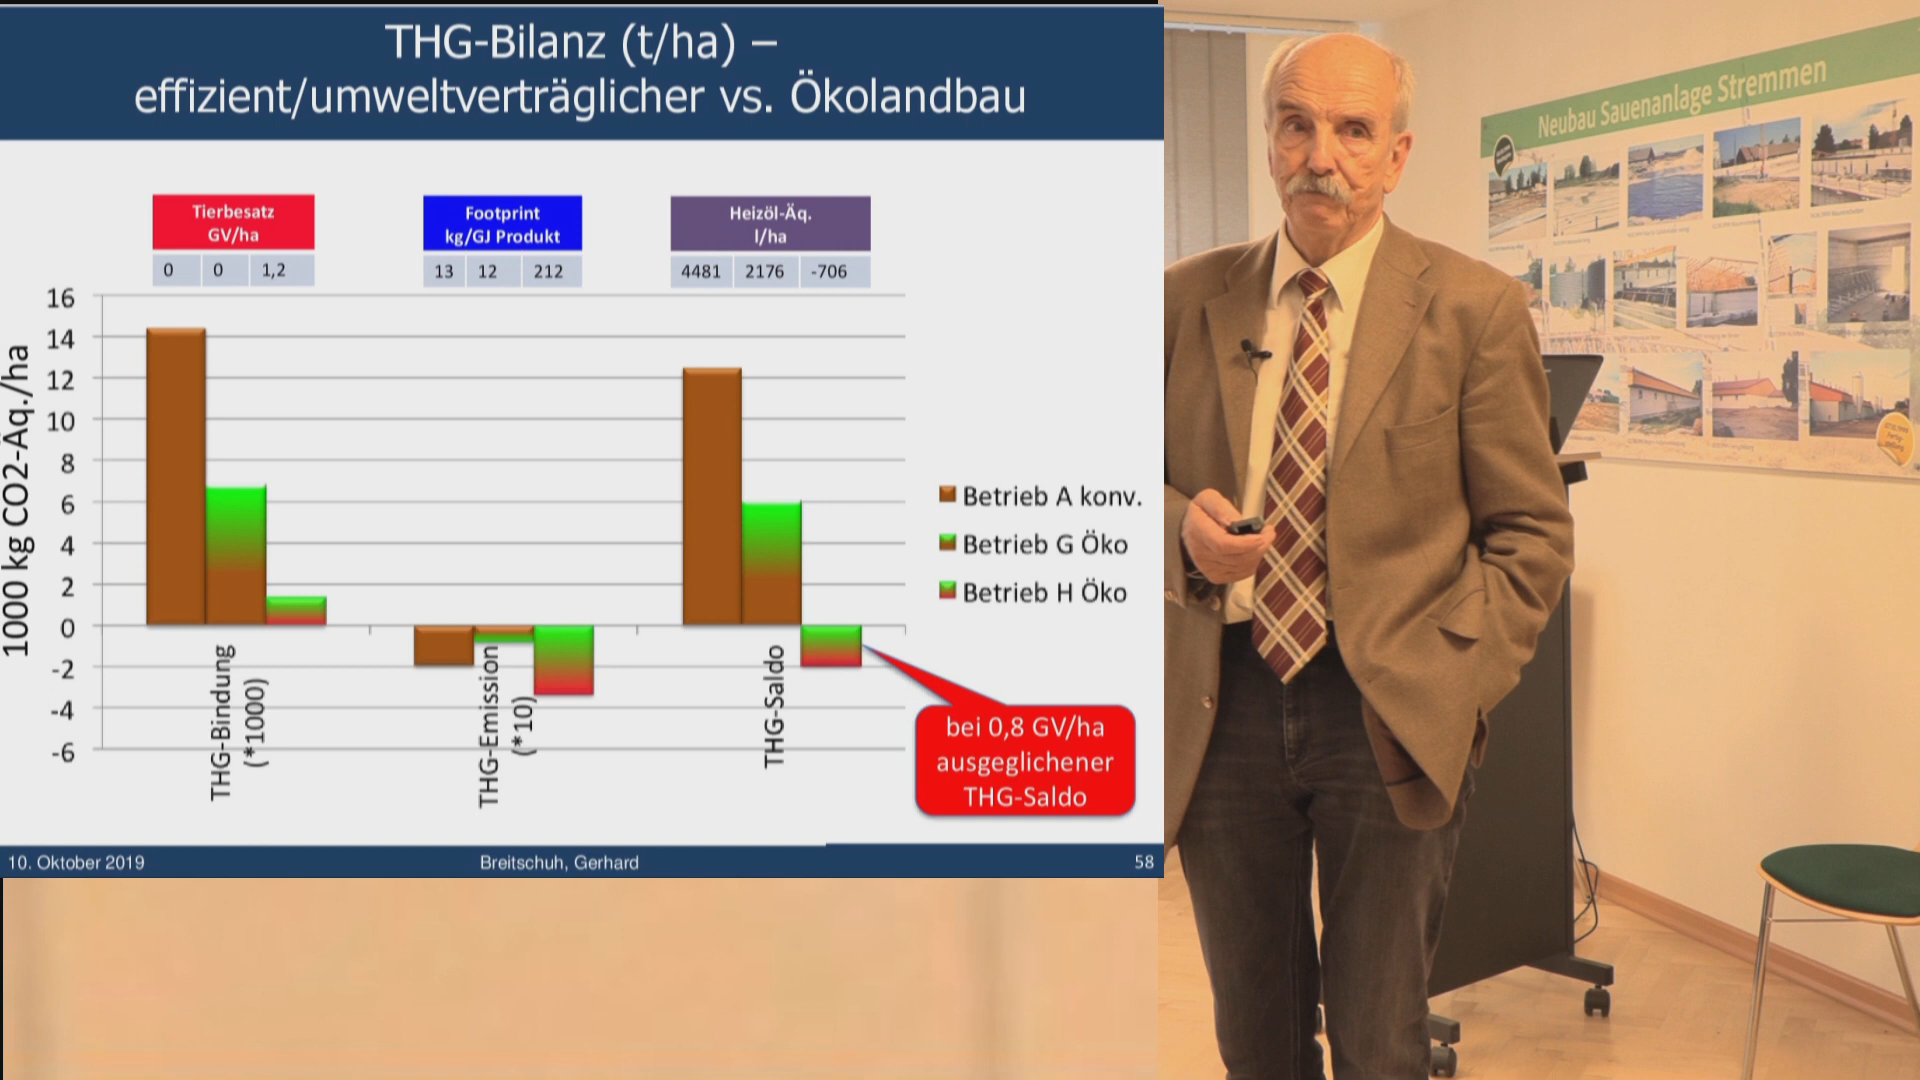 THG-Bilanz (t/ha) –
effizient/umweltverträglicher vs. Ökolandbau
Tierbesatz
GV/ha
0 0 1,2
Footprint
kg/GJ Produkt
13 12 212
Heizöl-Äq.
l/ha
4481 2176 -706
1000 kg CO2-Äq./ha
16
14
12
10
8
6
4
2
0
-2
-4
-6
THG-Bindung
(*1000)
THG-Emission
(*10)
THG-Saldo
Betrieb A konv.
Betrieb G Öko
Betrieb H Öko
bei 0,8 GV/ha
ausgeglichener
THG-Saldo
10. Oktober 2019
Breitschuh, Gerhard
58
Neubau Sauenanlage Stremmen